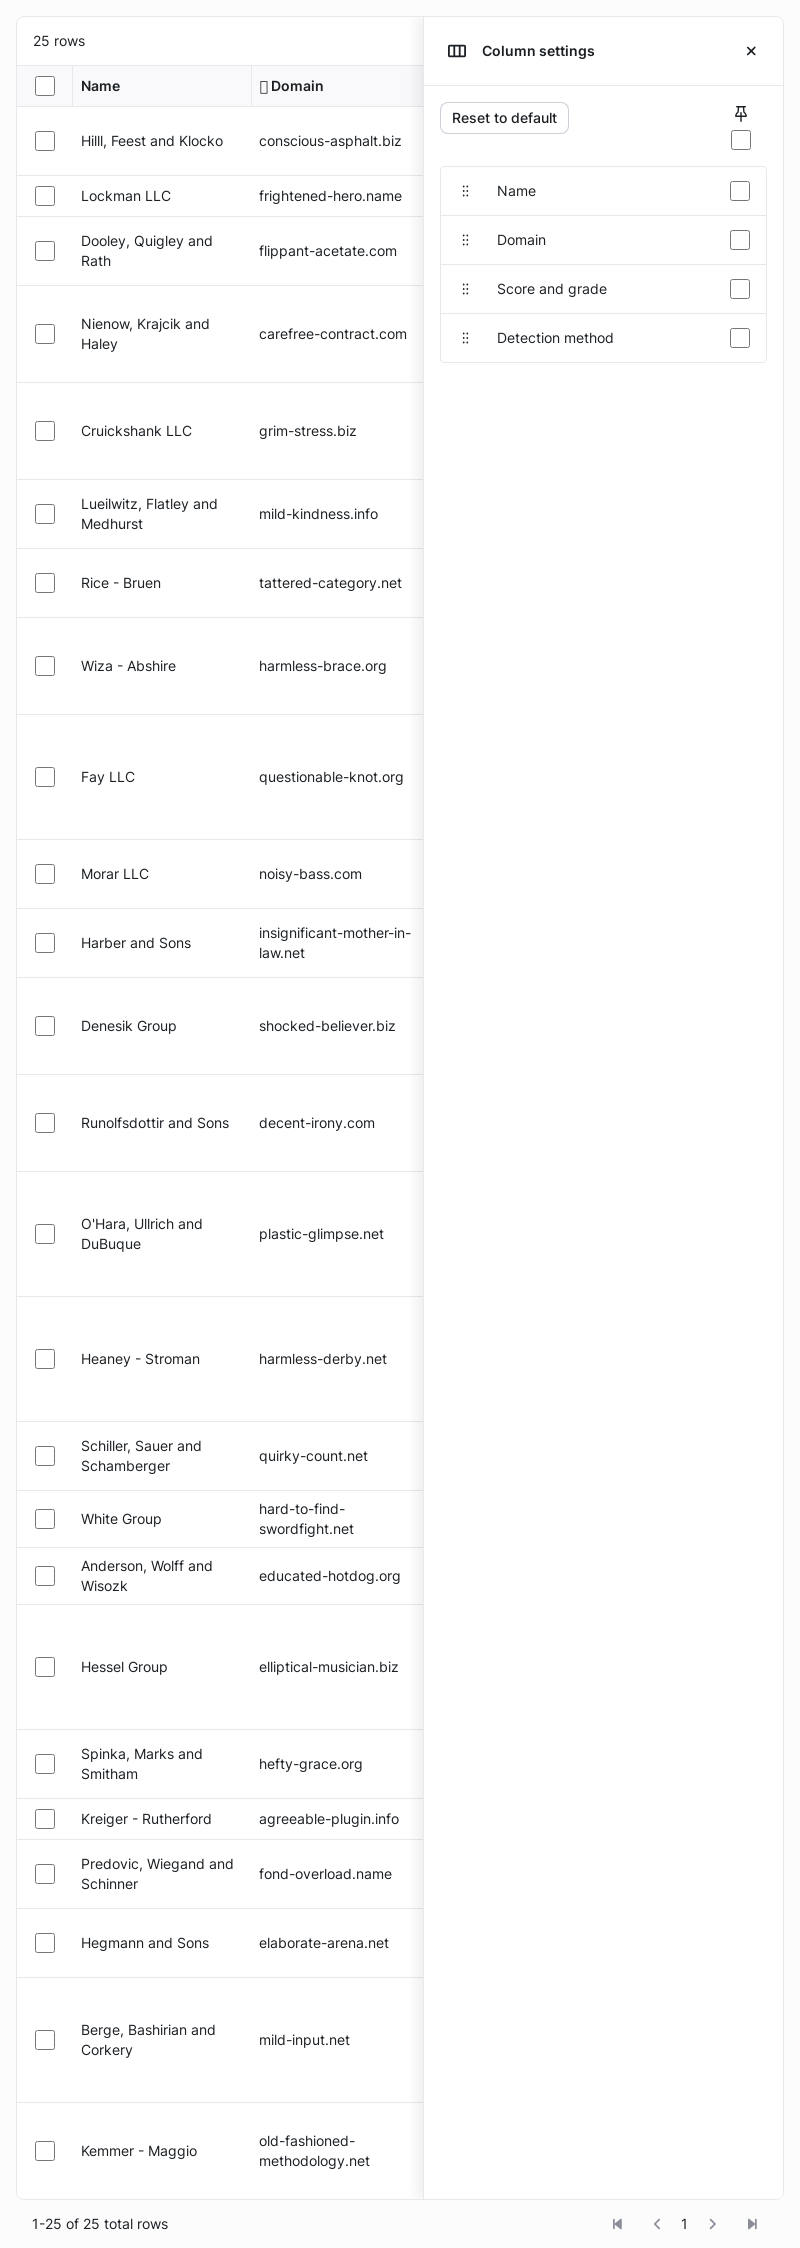 25 rows
Column settings
Name
Domain
Reset to default
Name
Domain
Score and grade
Detection method
Hilll, Feest and Klocko
conscious-asphalt.biz
Lockman LLC
frightened-hero.name
Dooley, Quigley and
Rath
flippant-acetate.com
Nienow, Krajcik and
Haley
carefree-contract.com
Cruickshank LLC
grim-stress.biz
Lueilwitz, Flatley and
Medhurst
mild-kindness.info
Rice - Bruen
tattered-category.net
Wiza - Abshire
harmless-brace.org
Fay LLC
questionable-knot.org
Morar LLC
noisy-bass.com
Harber and Sons
insignificant-mother-in-
law.net
Denesik Group
shocked-believer.biz
Runolfsdottir and Sons
decent-irony.com
O'Hara, Ullrich and
DuBuque
plastic-glimpse.net
Heaney - Stroman
harmless-derby.net
Schiller, Sauer and
Schamberger
quirky-count.net
White Group
hard-to-find-
swordfight.net
Anderson, Wolff and
Wisozk
educated-hotdog.org
Hessel Group
elliptical-musician.biz
Spinka, Marks and
Smitham
hefty-grace.org
Kreiger - Rutherford
agreeable-plugin.info
Predovic, Wiegand and
Schinner
fond-overload.name
Hegmann and Sons
elaborate-arena.net
Berge, Bashirian and
Corkery
mild-input.net
Kemmer - Maggio
old-fashioned-
methodology.net
1-25 of 25 total rows
1